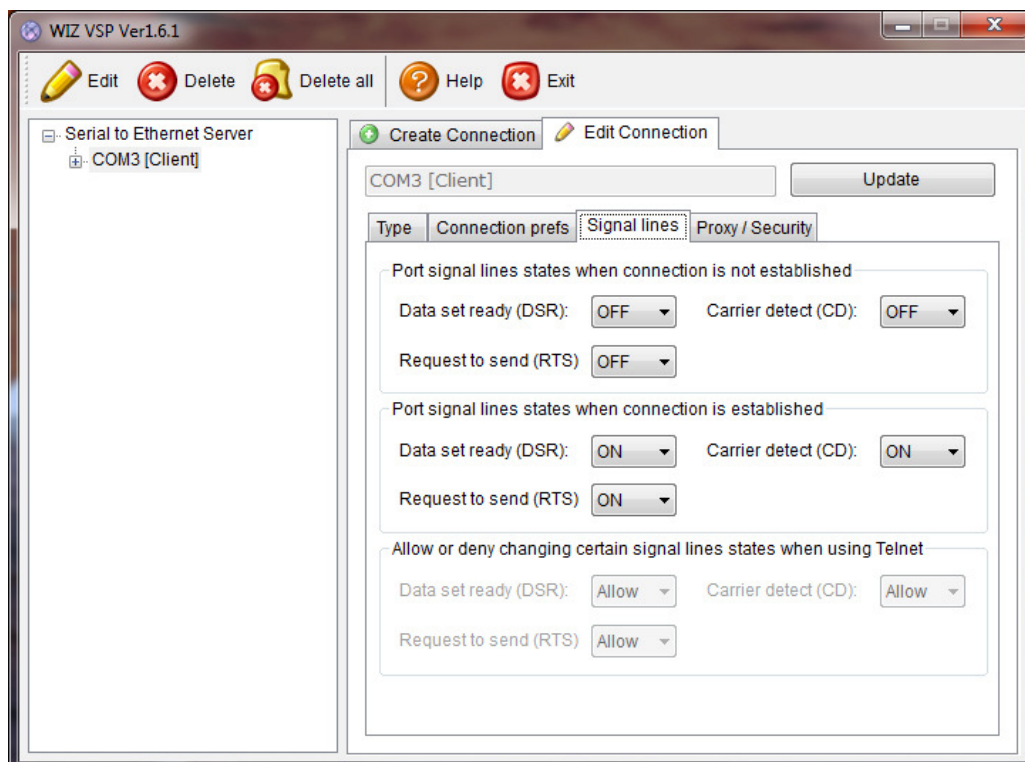 WIZ VSP Ver1.6.1
Edit Delete Delete all Help Exit
Serial to Ethernet Server
COM3 [Client]
Create Connection Edit Connection
COM3 [Client] Update
Type Connection prefs Signal lines Proxy / Security
Port signal lines states when connection is not established
Data set ready (DSR): OFF Carrier detect (CD): OFF
Request to send (RTS) OFF
Port signal lines states when connection is established
Data set ready (DSR): ON Carrier detect (CD): ON
Request to send (RTS) ON
Allow or deny changing certain signal lines states when using Telnet
Data set ready (DSR): Allow Carrier detect (CD): Allow
Request to send (RTS) Allow